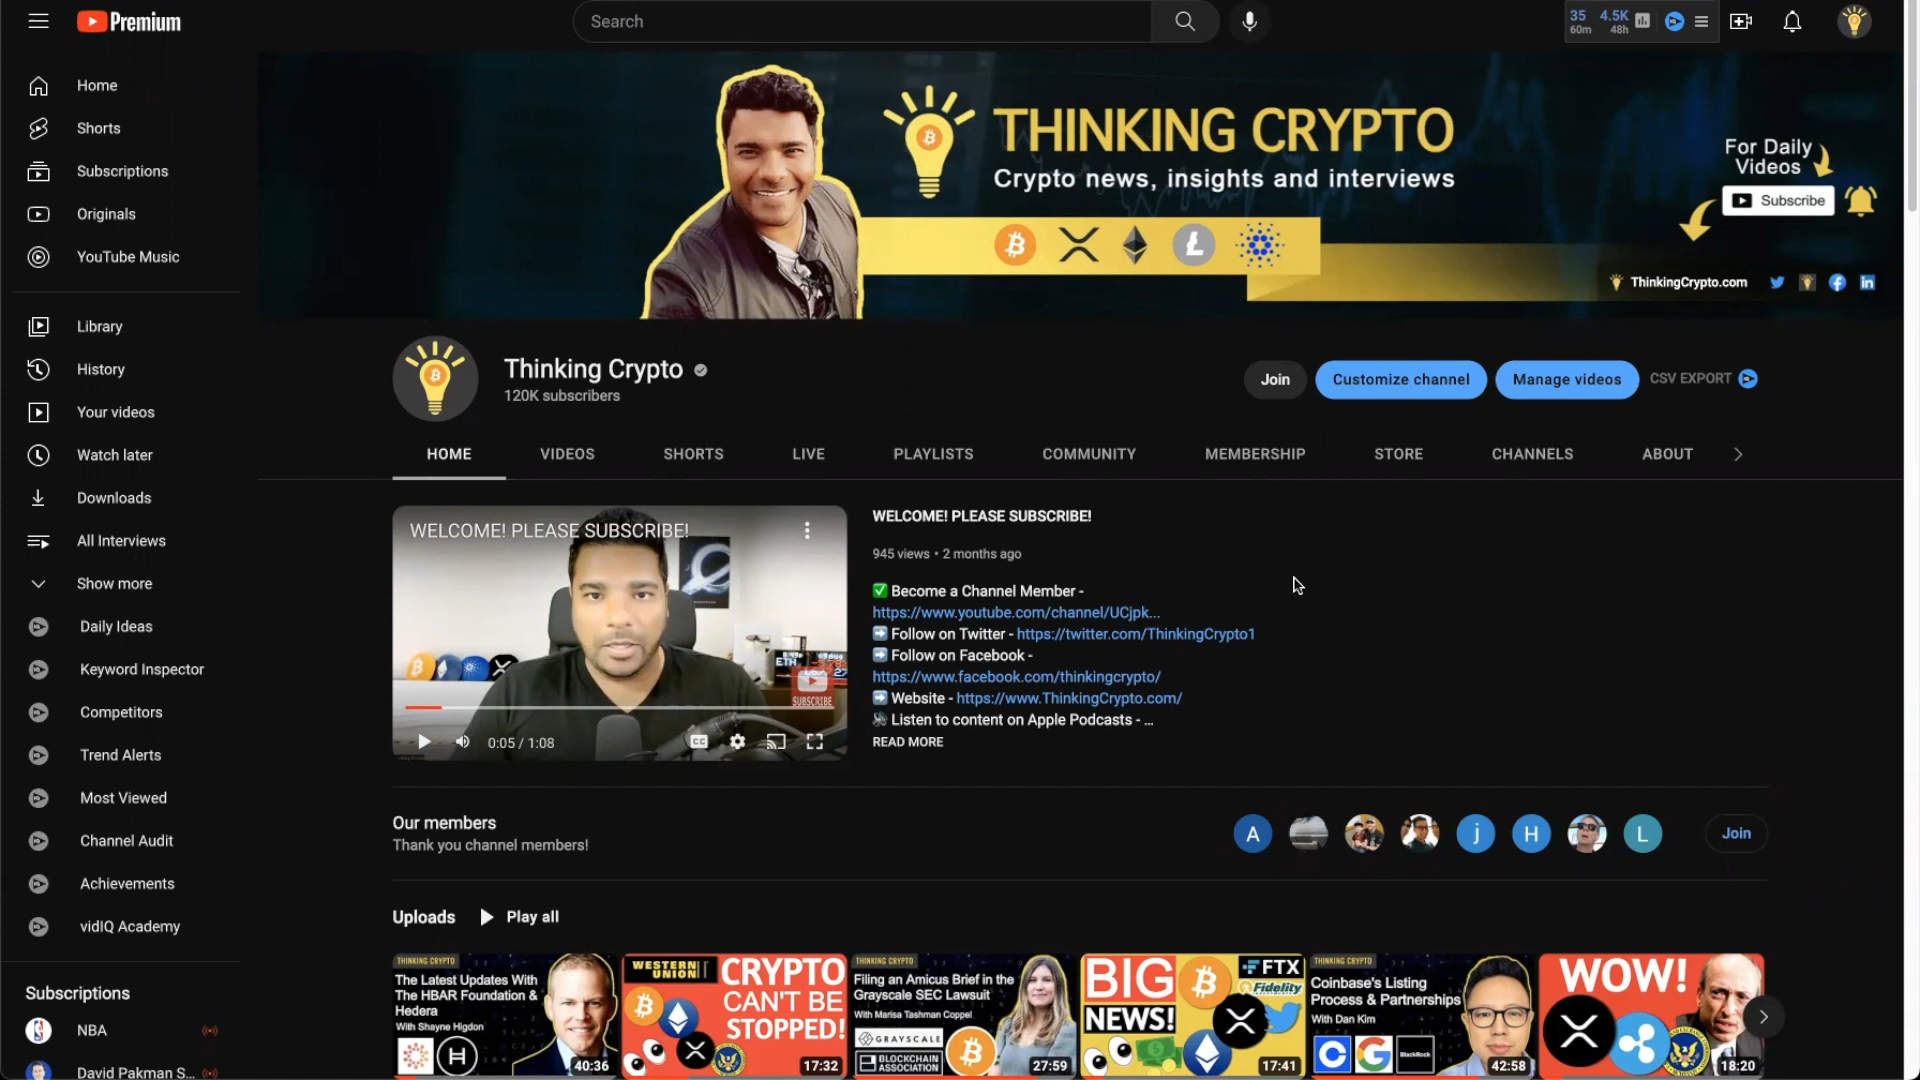 Premium
Search
35
60m
4.5K
48h
Home
Shorts
Subscriptions
Originals
YouTube Music
Library
History
Your videos
Watch later
Downloads
All Interviews
Show more
Daily Ideas
Keyword Inspector
Competitors
Trend Alerts
Most Viewed
Channel Audit
Achievements
vidIQ Academy
Subscriptions
NBA
David Pakman S...
THINKING CRYPTO
Crypto news, insights and interviews
For Daily
Videos
Subscribe
ThinkingCrypto.com
Thinking Crypto
120K subscribers
Join
Customize channel
Manage videos
CSV EXPORT
HOME
VIDEOS
SHORTS
LIVE
PLAYLISTS
COMMUNITY
MEMBERSHIP
STORE
CHANNELS
ABOUT
WELCOME! PLEASE SUBSCRIBE!
ETH
SUBSCRIBE
0:05 / 1:08
CC
WELCOME! PLEASE SUBSCRIBE!
945 views • 2 months ago
✅ Become a Channel Member -
https://www.youtube.com/channel/UCjpk...
➡️ Follow on Twitter - https://twitter.com/ThinkingCrypto1
➡️ Follow on Facebook -
https://www.facebook.com/thinkingcrypto/
➡️ Website - https://www.ThinkingCrypto.com/
🔊 Listen to content on Apple Podcasts - ...
READ MORE
Our members
Thank you channel members!
A
j
H
L
Join
Uploads
Play all
THINKING CRYPTO
The Latest Updates With
The HBAR Foundation &
Hedera
With Shayne Higdon
40:36
WESTERN UNION
CRYPTO
CAN'T BE
STOPPED!
17:32
THINKING CRYPTO
Filing an Amicus Brief in the
Grayscale SEC Lawsuit
With Marisa Tashman Coppel
GRAYSCALE
BLOCKCHAIN
ASSOCIATION
27:59
BIG
NEWS!
FTX
Fidelity
17:41
THINKING CRYPTO
Coinbase's Listing
Process & Partnerships
With Dan Kim
BlackRock
42:58
WOW!
18:20